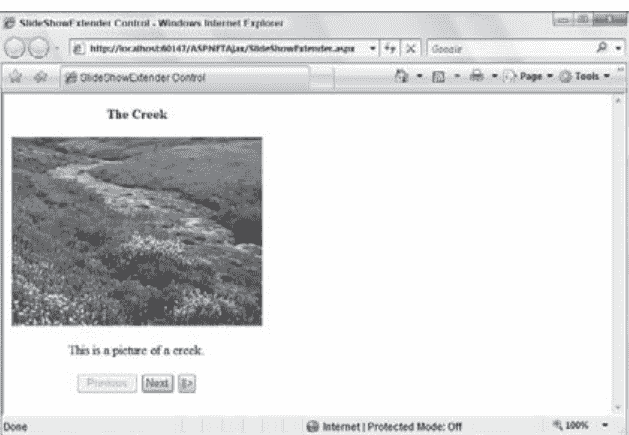 SlideShowExtender Control - Windows Internet Explorer
http://localhost:60147/ASPNETAjax/SlideShowExtender.aspx
Google
SlideShowExtender Control
Page
Tools
The Creek
This is a picture of a creek.
Previous
Next
||>
Done
Internet | Protected Mode: Off
100%